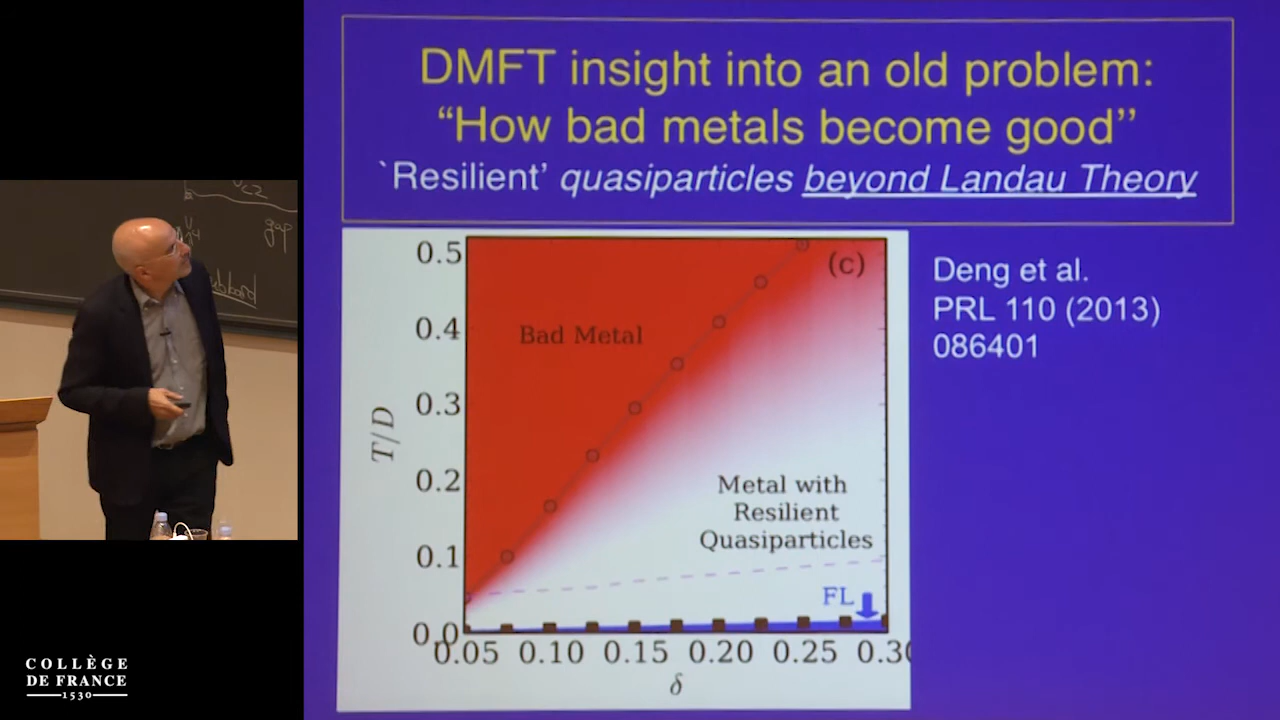 DMFT insight into an old problem:
“How bad metals become good’’
`Resilient’ quasiparticles beyond Landau Theory
Deng et al.
PRL 110 (2013)
086401
(c)
Bad Metal
Metal with
Resilient
Quasiparticles
FL
T/D
0.5
0.4
0.3
0.2
0.1
0.0
0.05 0.10 0.15 0.20 0.25 0.30
δ
gap
COLLÈGE
DE FRANCE
1530